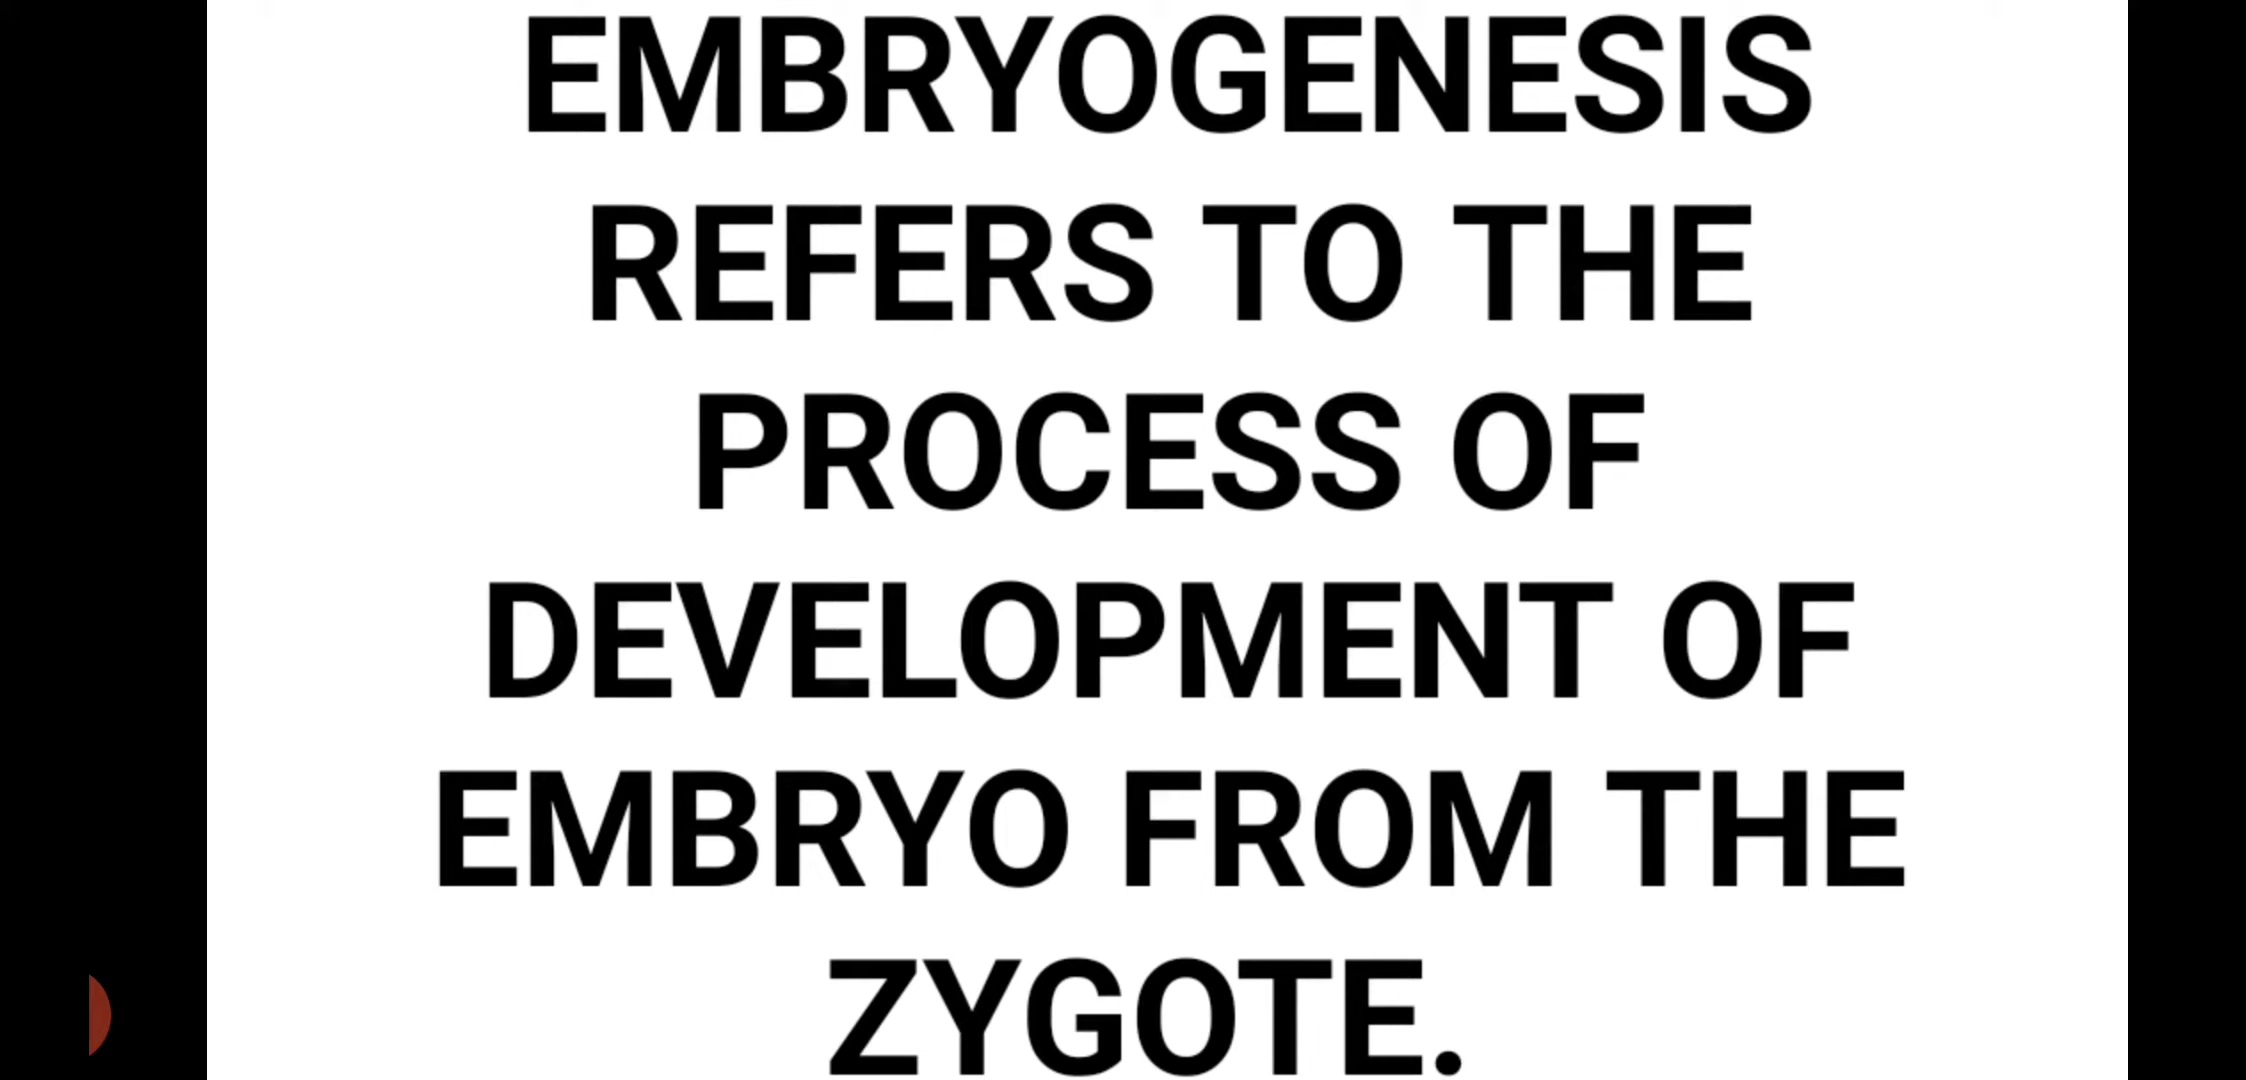 EMBRYOGENESIS
REFERS TO THE
PROCESS OF
DEVELOPMENT OF
EMBRYO FROM THE
ZYGOTE.